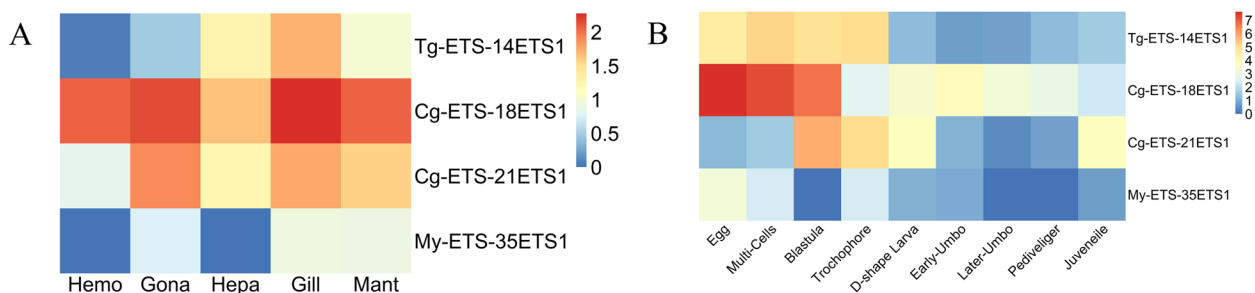 A
Tg-ETS-14ETS1
Cg-ETS-18ETS1
Cg-ETS-21ETS1
My-ETS-35ETS1
Hemo Gona Hepa Gill Mant
2
1.5
1
0.5
0
B
Tg-ETS-14ETS1
Cg-ETS-18ETS1
Cg-ETS-21ETS1
My-ETS-35ETS1
Egg
Multi-Cells
Blastula
Trochophore
D-shape Larva
Early-Umbo
Later-Umbo
Pediveliger
Juveneile
7
6
5
4
3
2
1
0